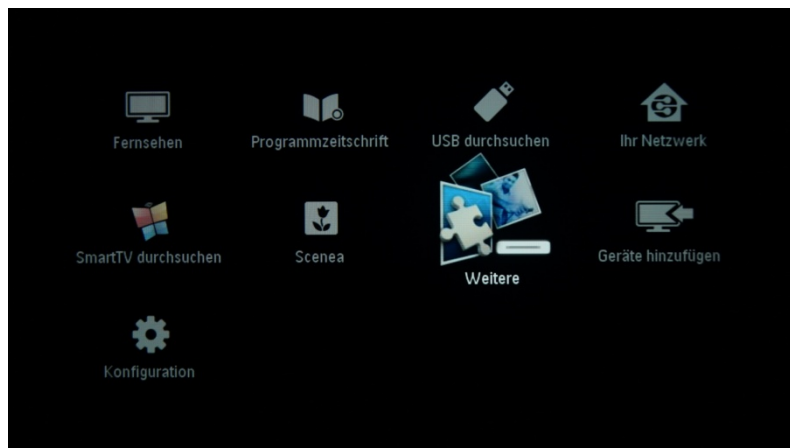 Fernsehen
Programmzeitschrift
USB durchsuchen
Ihr Netzwerk
SmartTV durchsuchen
Scenea
Weitere
Geräte hinzufügen
Konfiguration